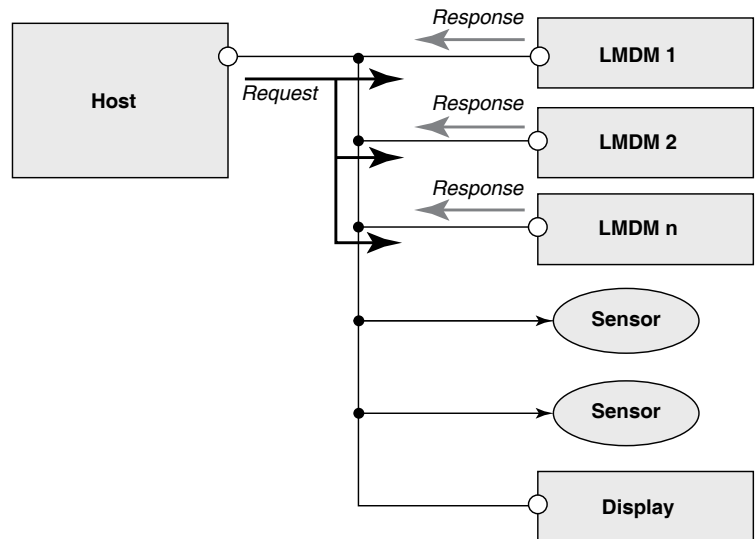 Response
LMDM 1
Host
Request
Response
LMDM 2
Response
LMDM n
Sensor
Sensor
Display